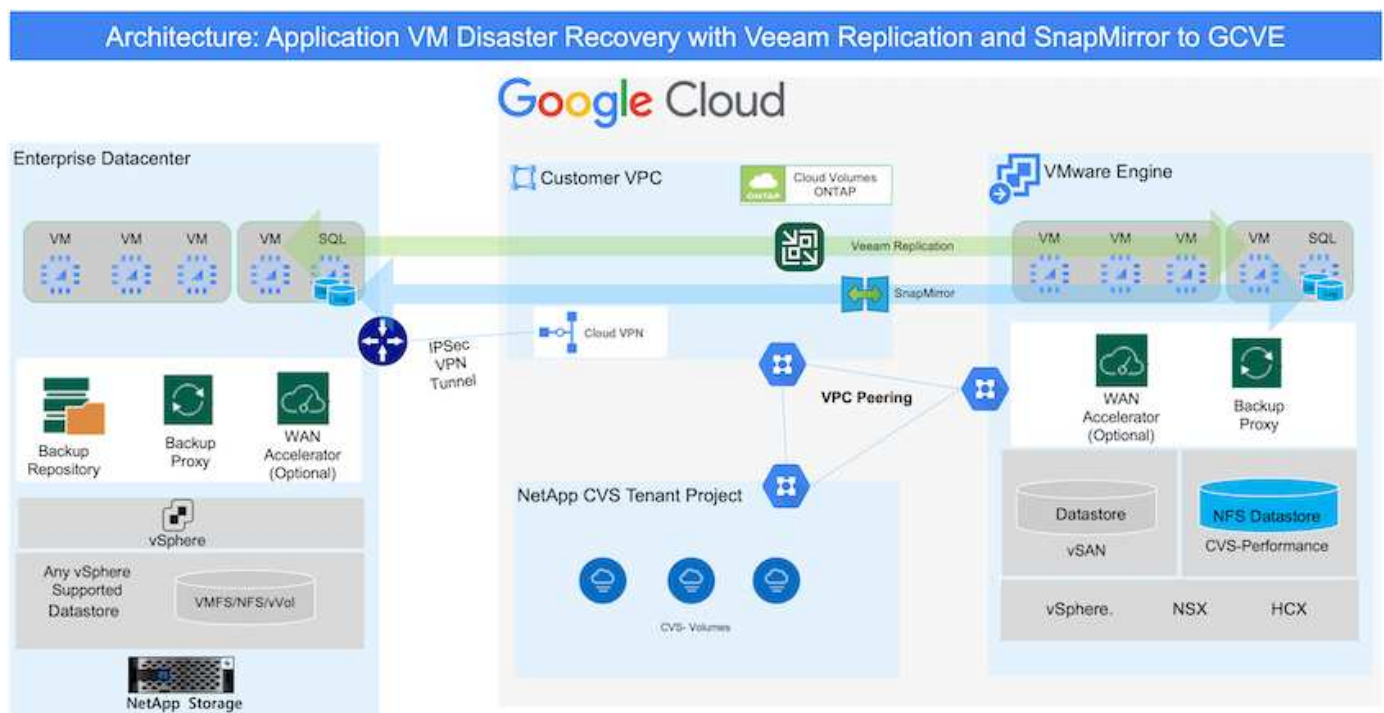 Architecture: Application VM Disaster Recovery with Veeam Replication and SnapMirror to GCVE
Google Cloud
Enterprise Datacenter
VM
VM
VM
VM
SQL
IPSec
VPN
Tunnel
Backup
Repository
Backup
Proxy
WAN
Accelerator
(Optional)
vSphere
Any vSphere
Supported
Datastore
VMFS/NFS/vVol
NetApp Storage
Customer VPC
ONTAP
Cloud Volumes
ONTAP
Veeam Replication
SnapMirror
Cloud VPN
VPC Peering
NetApp CVS Tenant Project
CVS- Volumes
VMware Engine
VM
VM
VM
VM
SQL
WAN
Accelerator
(Optional)
Backup
Proxy
Datastore
vSAN
NFS Datastore
CVS-Performance
vSphere.
NSX
HCX